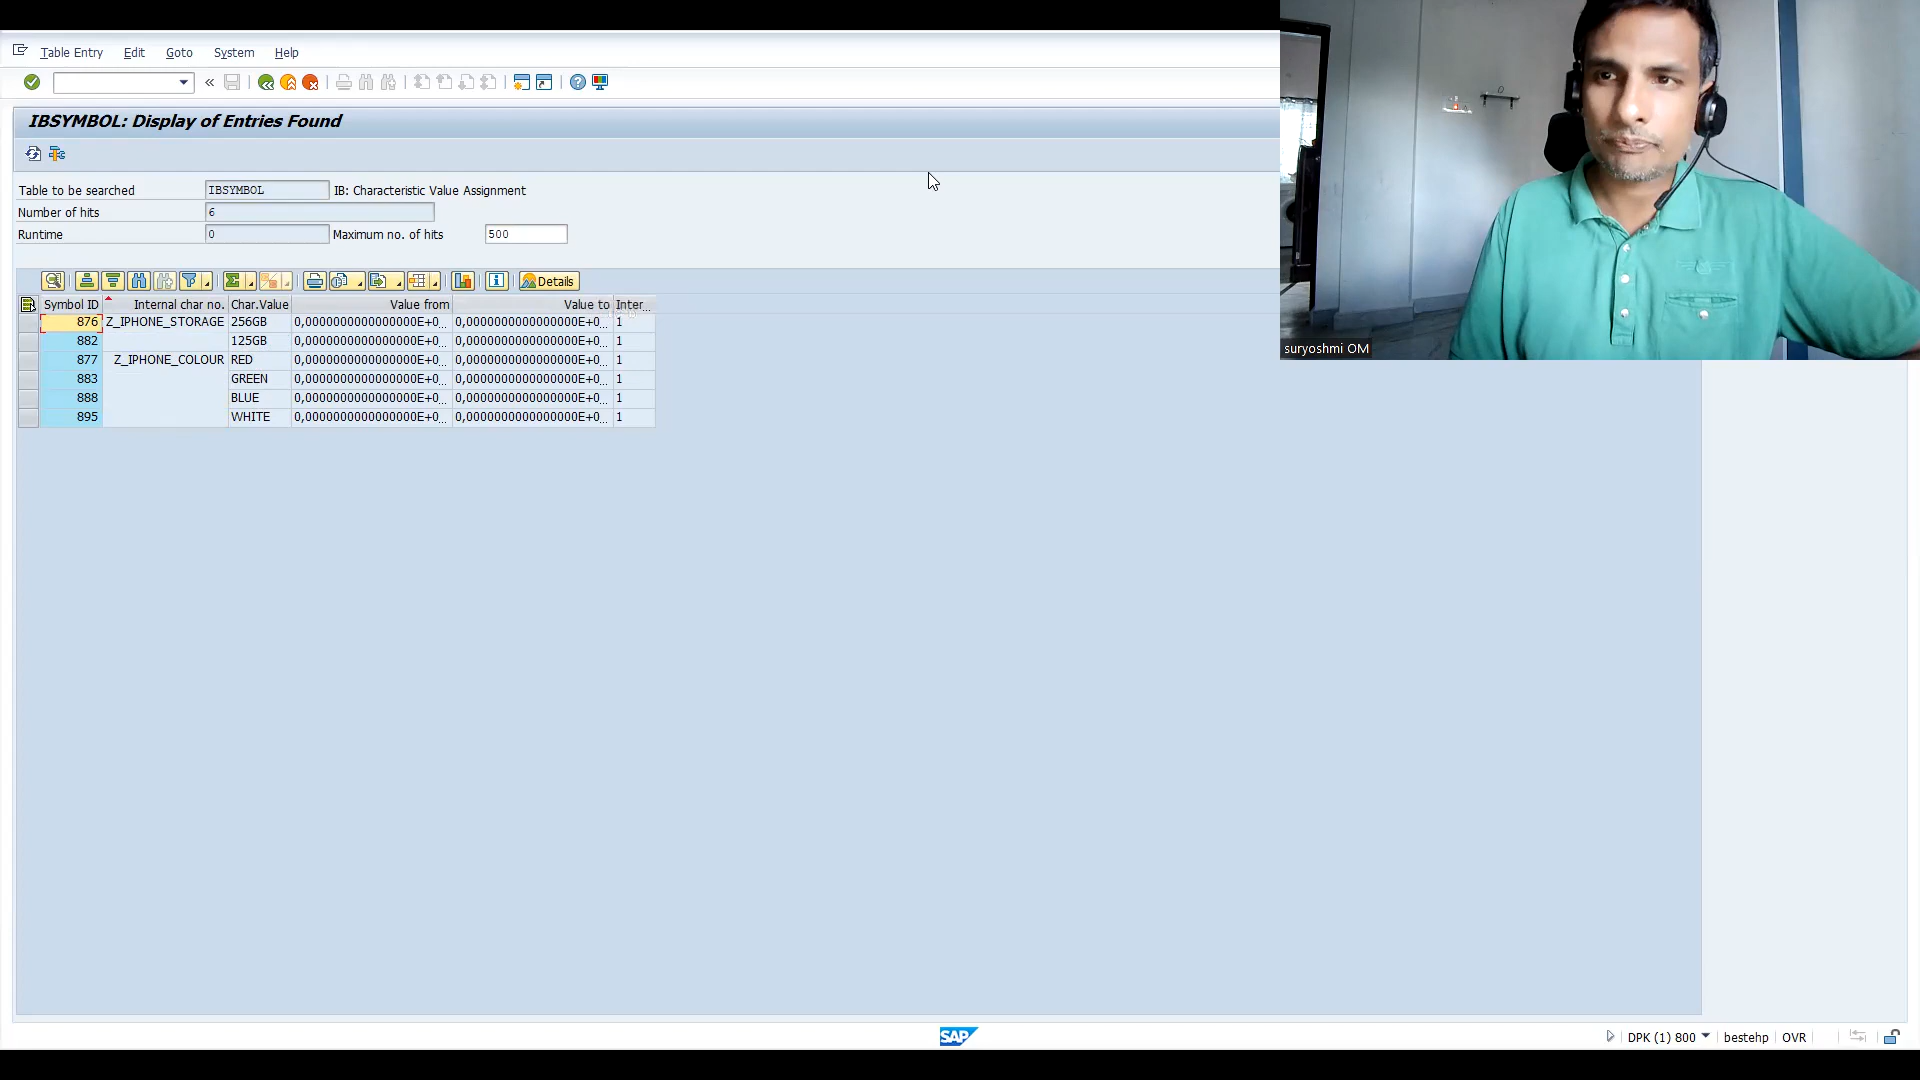 Table Entry Edit Goto System Help
IBSYMBOL: Display of Entries Found
Table to be searched IBSYMBOL IB: Characteristic Value Assignment
Number of hits 6
Runtime 0 Maximum no. of hits 500
Details
Symbol ID Internal char no. Char.Value Value from Value to Inter...
876 Z_IPHONE_STORAGE 256GB 0,0000000000000000E+0... 0,0000000000000000E+0... 1
882 125GB 0,0000000000000000E+0... 0,0000000000000000E+0... 1
877 Z_IPHONE_COLOUR RED 0,0000000000000000E+0... 0,0000000000000000E+0... 1
883 GREEN 0,0000000000000000E+0... 0,0000000000000000E+0... 1
888 BLUE 0,0000000000000000E+0... 0,0000000000000000E+0... 1
895 WHITE 0,0000000000000000E+0... 0,0000000000000000E+0... 1
suryoshmi OM
SAP
DPK (1) 800 bestehp OVR